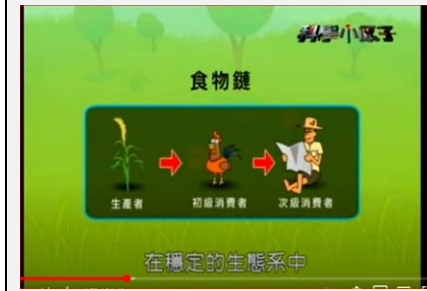 科學小原子
食物鏈
生產者
初級消費者
次級消費者
在穩定的生態系中